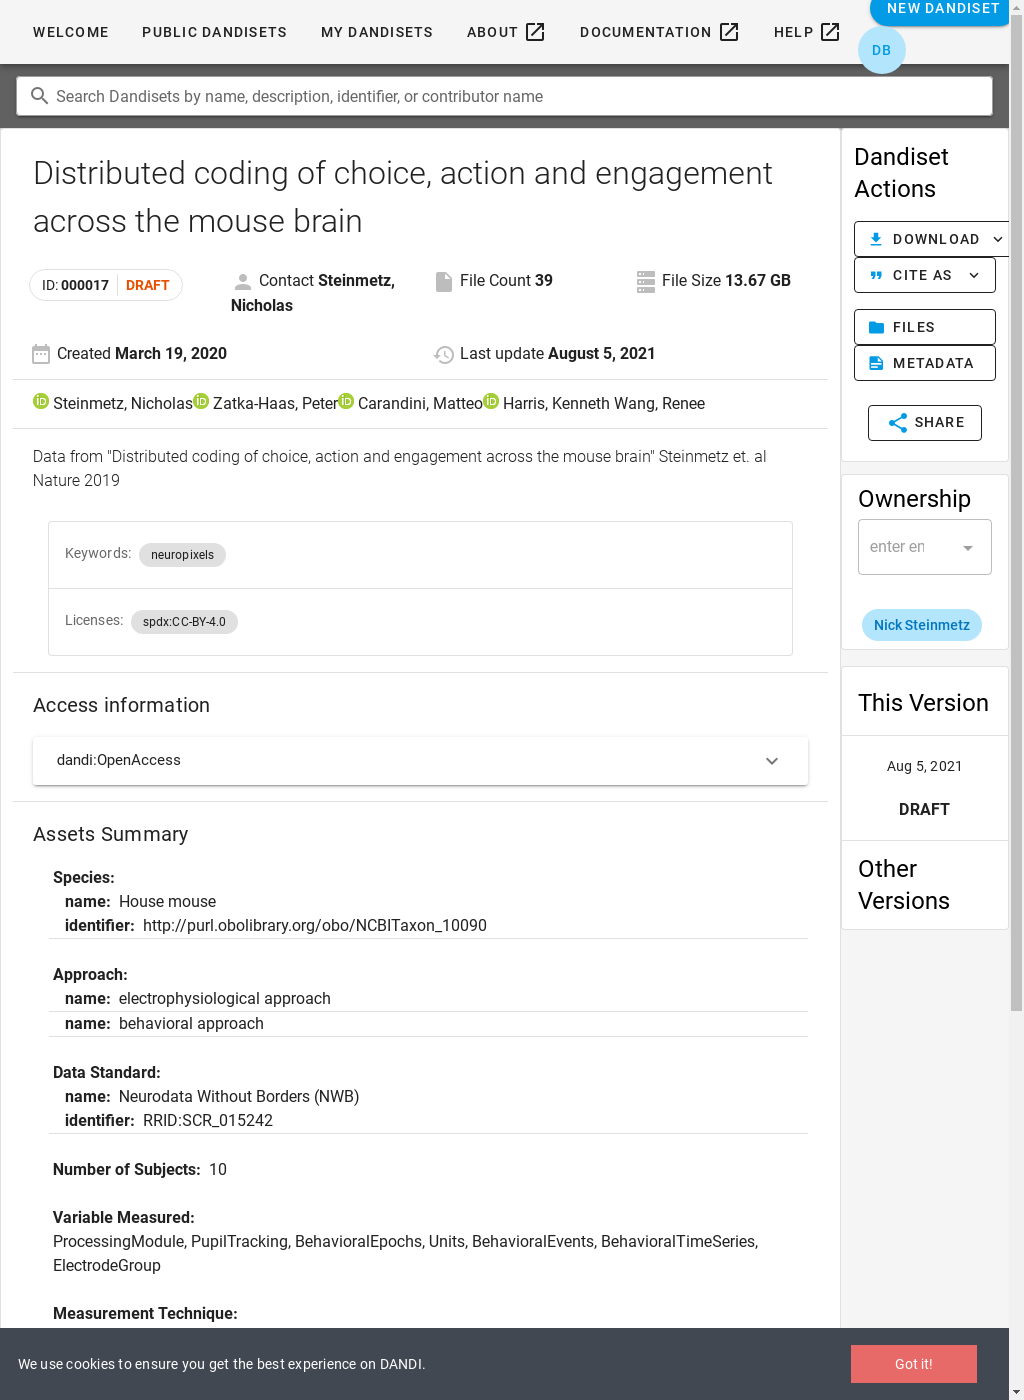 WELCOME PUBLIC DANDISETS MY DANDISETS ABOUT DOCUMENTATION HELP NEW DANDISET
DB
Search Dandisets by name, description, identifier, or contributor name
Distributed coding of choice, action and engagement
across the mouse brain
ID: 000017 DRAFT
Contact Steinmetz,
Nicholas
File Count 39
File Size 13.67 GB
Created March 19, 2020
Last update August 5, 2021
Steinmetz, Nicholas Zatka-Haas, Peter Carandini, Matteo Harris, Kenneth Wang, Renee
Data from "Distributed coding of choice, action and engagement across the mouse brain" Steinmetz et. al
Nature 2019
Keywords: neuropixels
Licenses: spdx:CC-BY-4.0
Access information
dandi:OpenAccess
Assets Summary
Species:
name: House mouse
identifier: http://purl.obolibrary.org/obo/NCBITaxon_10090
Approach:
name: electrophysiological approach
name: behavioral approach
Data Standard:
name: Neurodata Without Borders (NWB)
identifier: RRID:SCR_015242
Number of Subjects: 10
Variable Measured:
ProcessingModule, PupilTracking, BehavioralEpochs, Units, BehavioralEvents, BehavioralTimeSeries,
ElectrodeGroup
Measurement Technique:
Dandiset
Actions
DOWNLOAD
CITE AS
FILES
METADATA
SHARE
Ownership
enter en
Nick Steinmetz
This Version
Aug 5, 2021
DRAFT
Other
Versions
We use cookies to ensure you get the best experience on DANDI.
Got it!